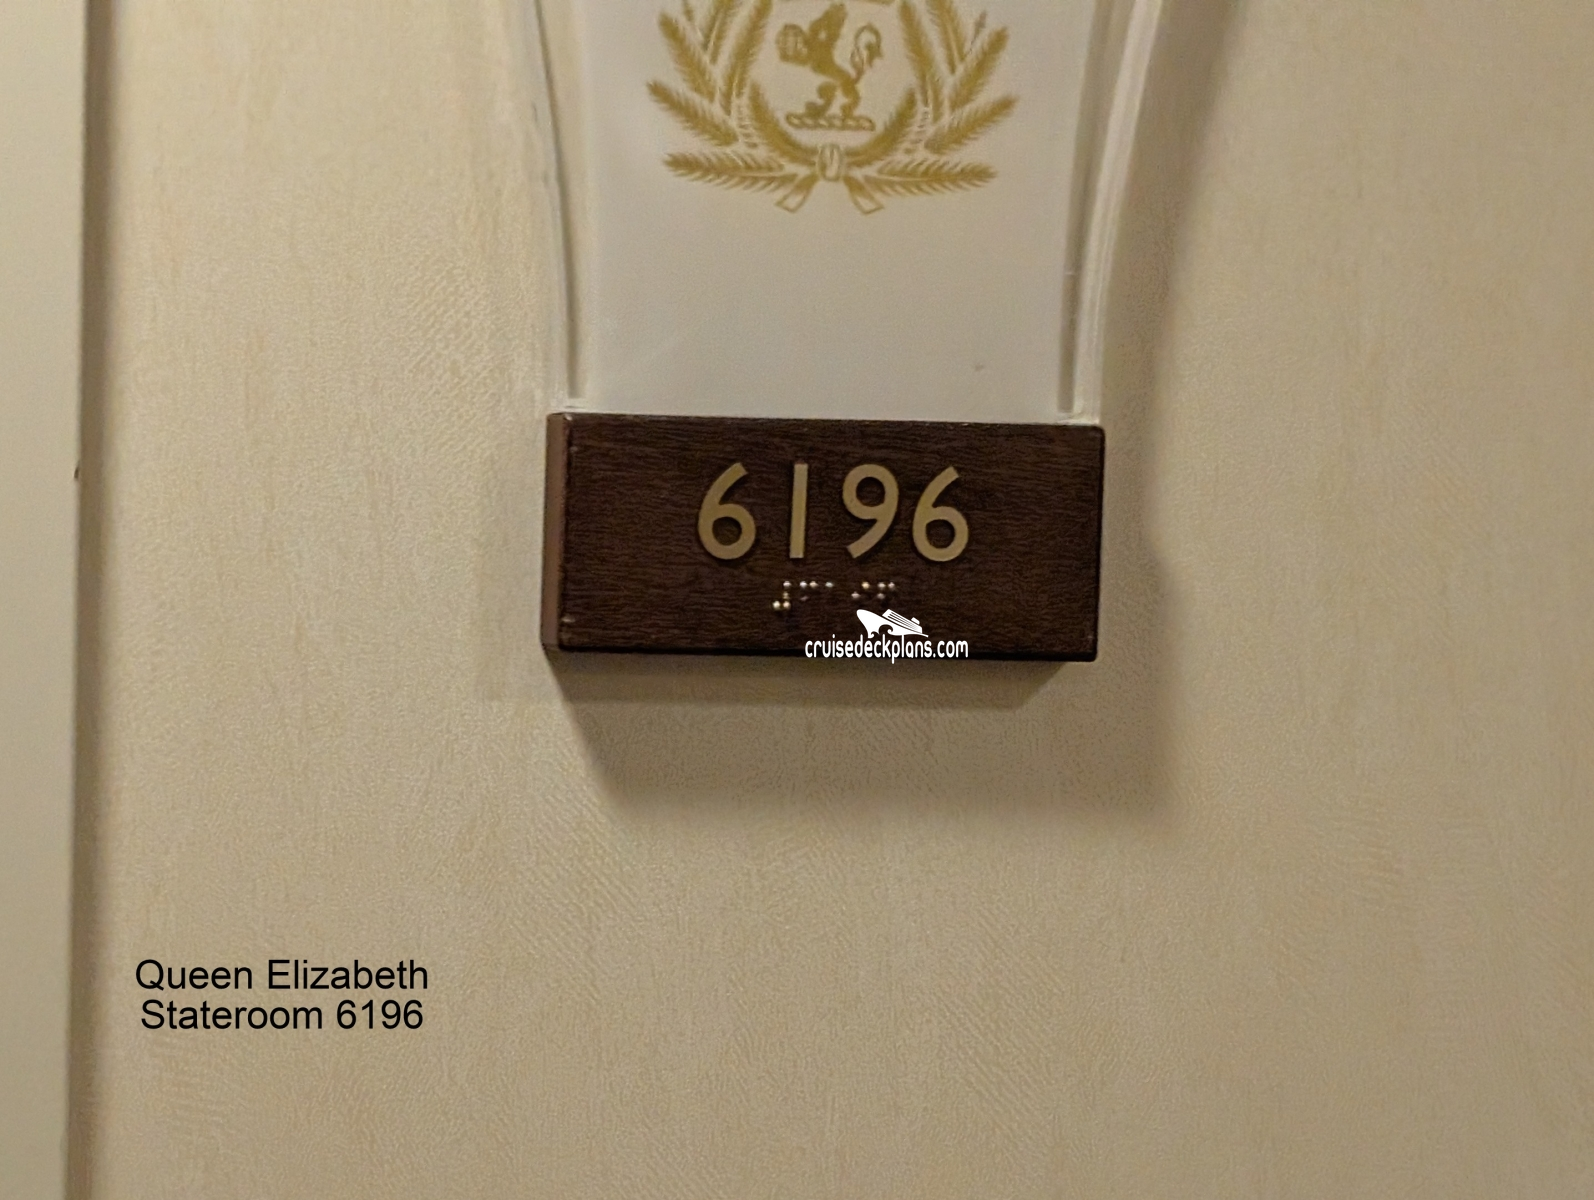 6196
cruisedeckplans.com
Queen Elizabeth
Stateroom 6196